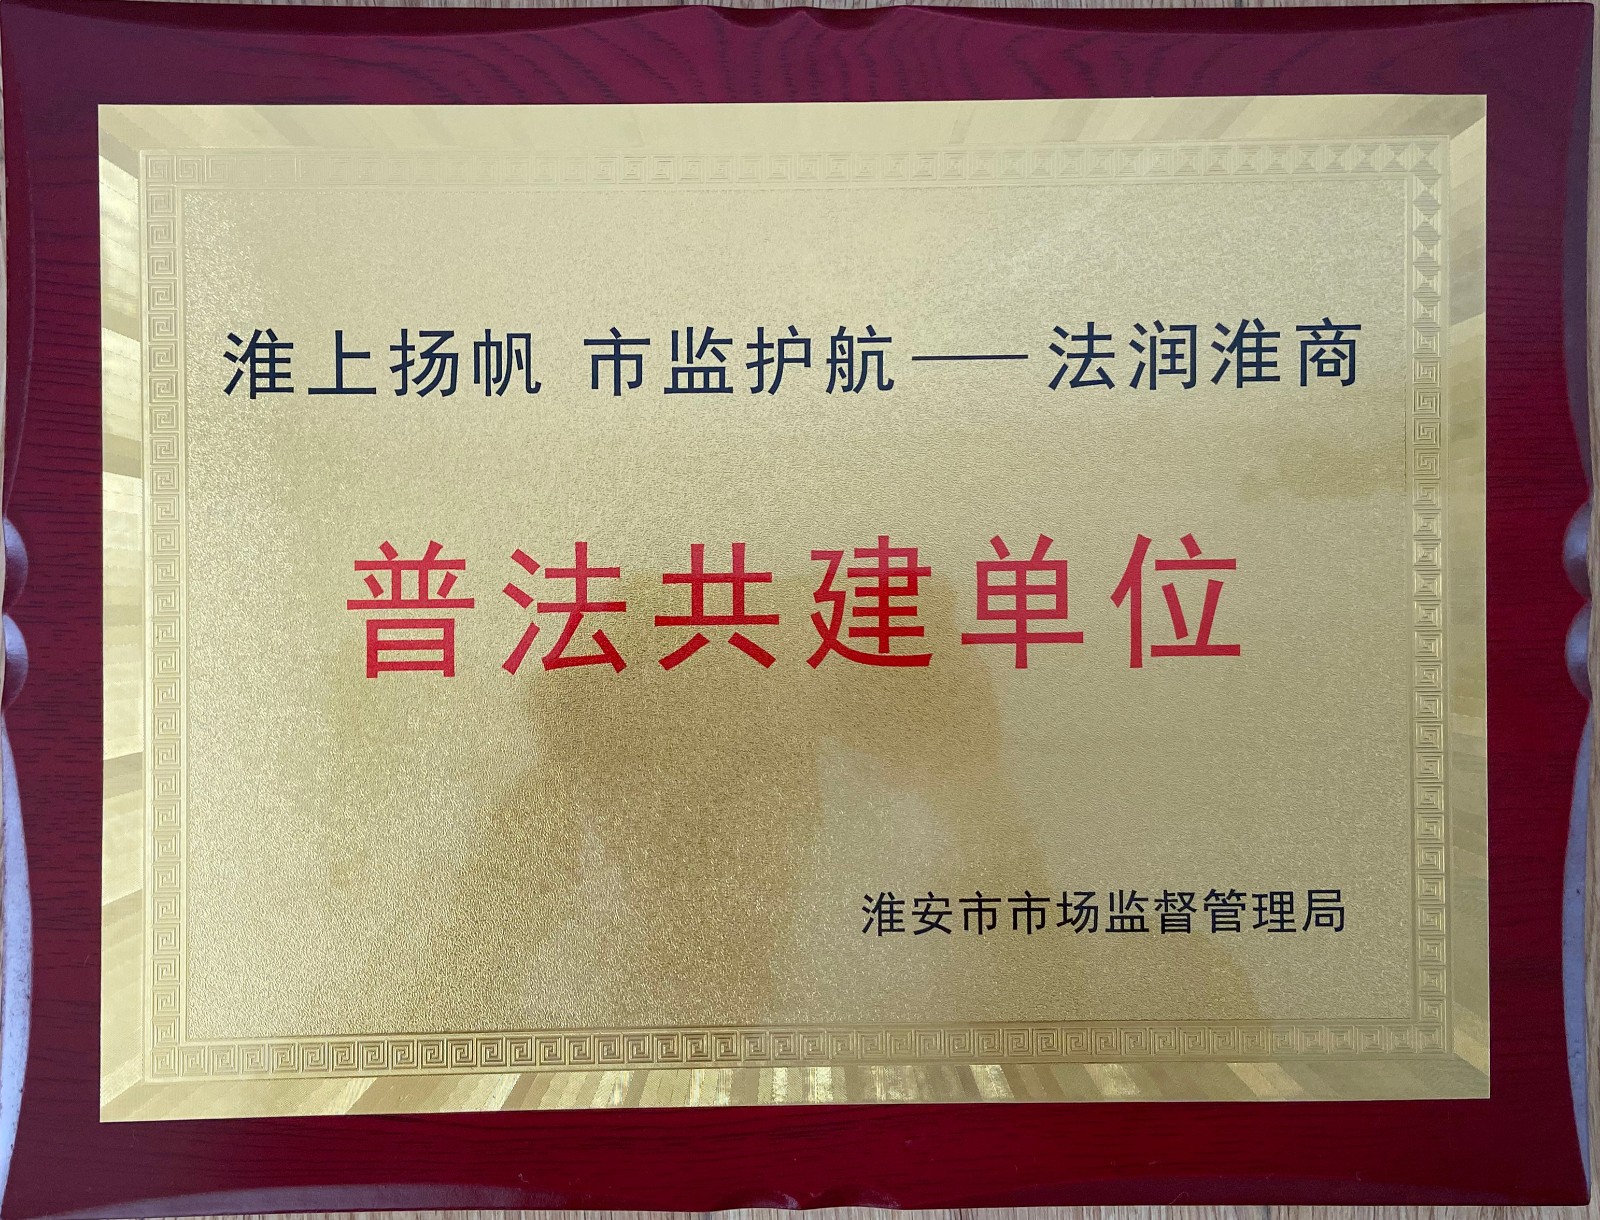 淮上扬帆 市监护航——法润淮商
普法共建单位
淮安市市场监督管理局